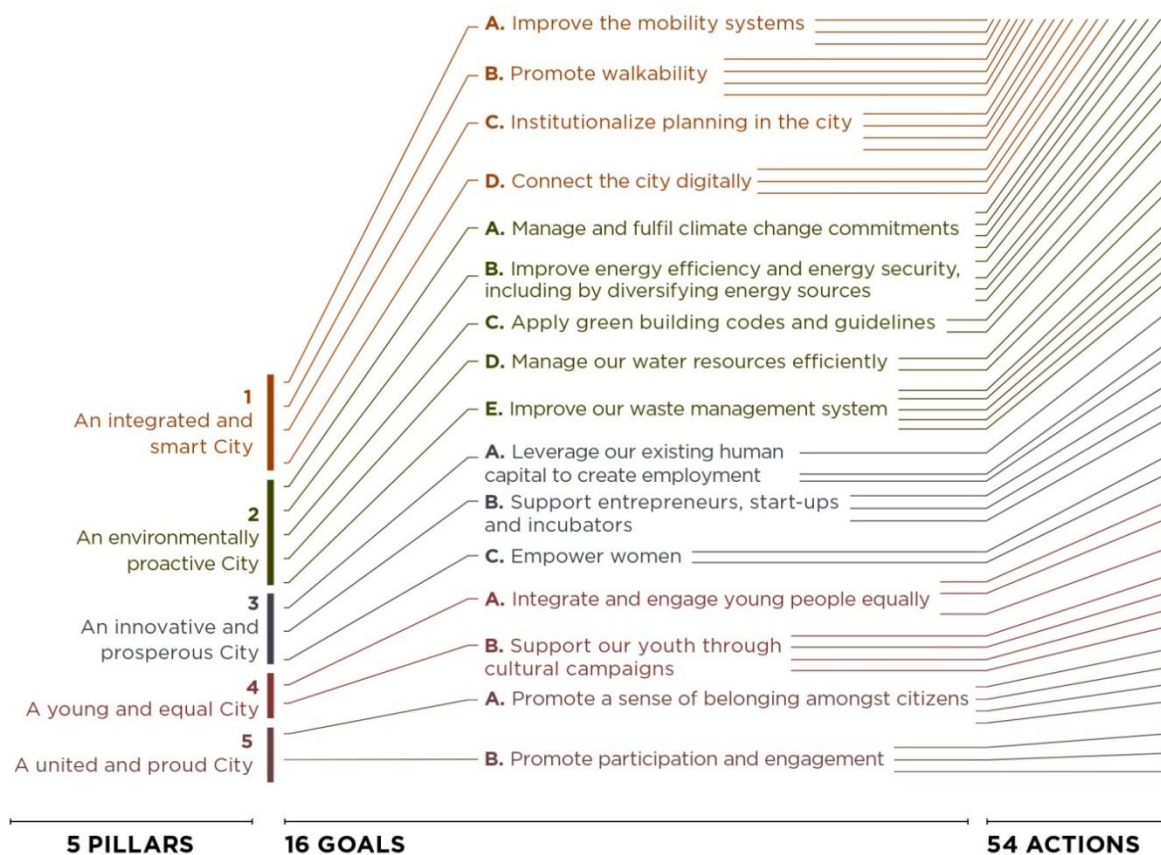 1
An integrated and
smart City
2
An environmentally
proactive City
3
An innovative and
prosperous City
4
A young and equal City
5
A united and proud City
A. Improve the mobility systems
B. Promote walkability
C. Institutionalize planning in the city
D. Connect the city digitally
A. Manage and fulfil climate change commitments
B. Improve energy efficiency and energy security,
including by diversifying energy sources
C. Apply green building codes and guidelines
D. Manage our water resources efficiently
E. Improve our waste management system
A. Leverage our existing human
capital to create employment
B. Support entrepreneurs, start-ups
and incubators
C. Empower women
A. Integrate and engage young people equally
B. Support our youth through
cultural campaigns
A. Promote a sense of belonging amongst citizens
B. Promote participation and engagement
5 PILLARS
16 GOALS
54 ACTIONS